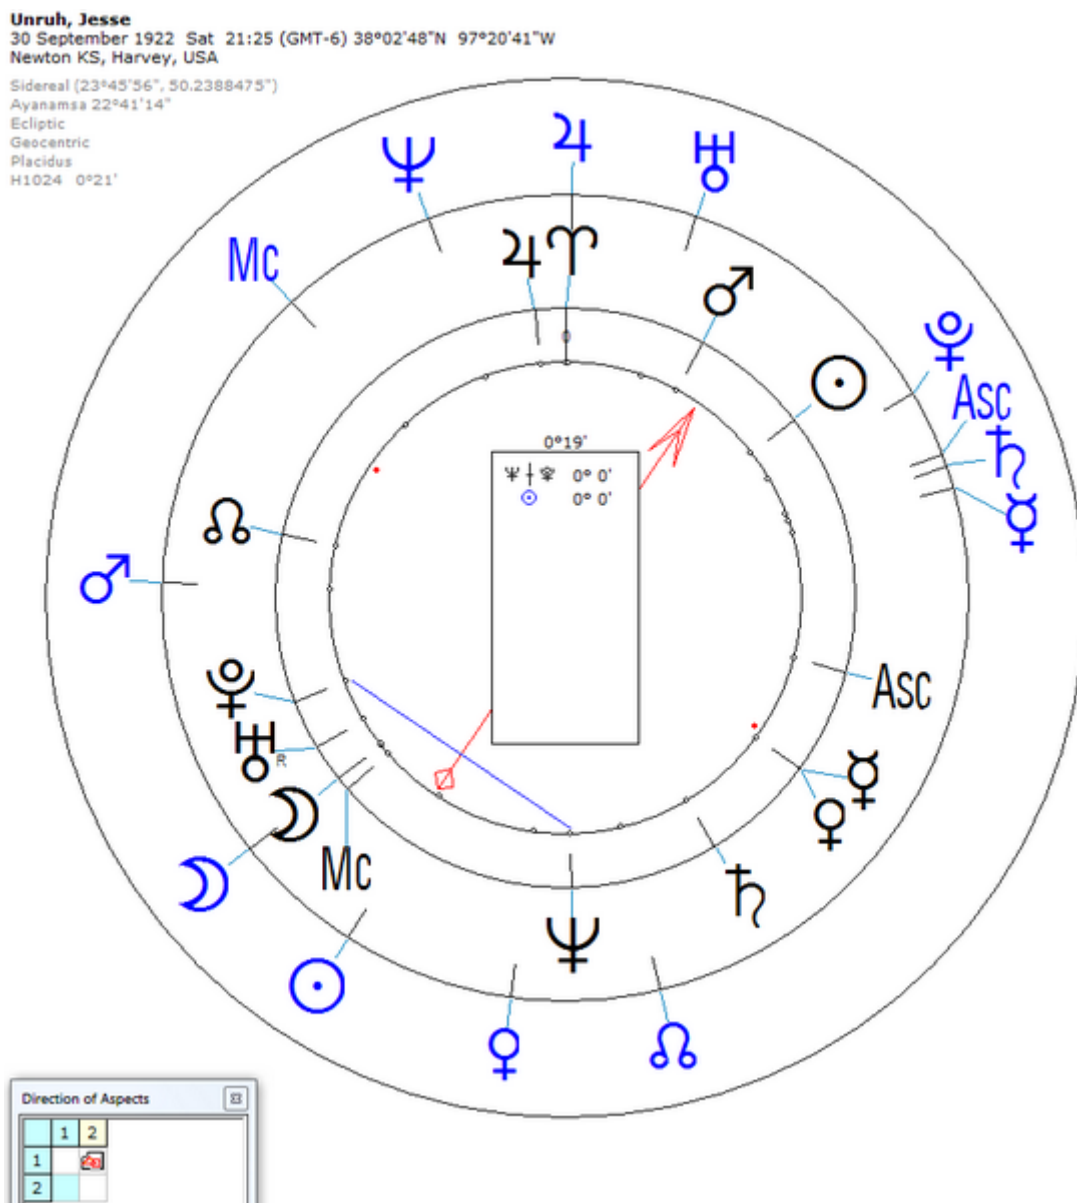 Unruh, Jesse
30 September 1922 Sat 21:25 (GMT-6) 38°02'48"N 97°20'41"W
Newton KS, Harvey, USA
Sidereal (23°45'56", 50.2388475")
Ayanamsa 22°41'14"
Ecliptic
Geocentric
Placidus
H1024 0°21'
Mc
Asc
0
0°19'
0° 0'
0° 0'
Asc
R
Mc
Direction of Aspects
1 2
1
2